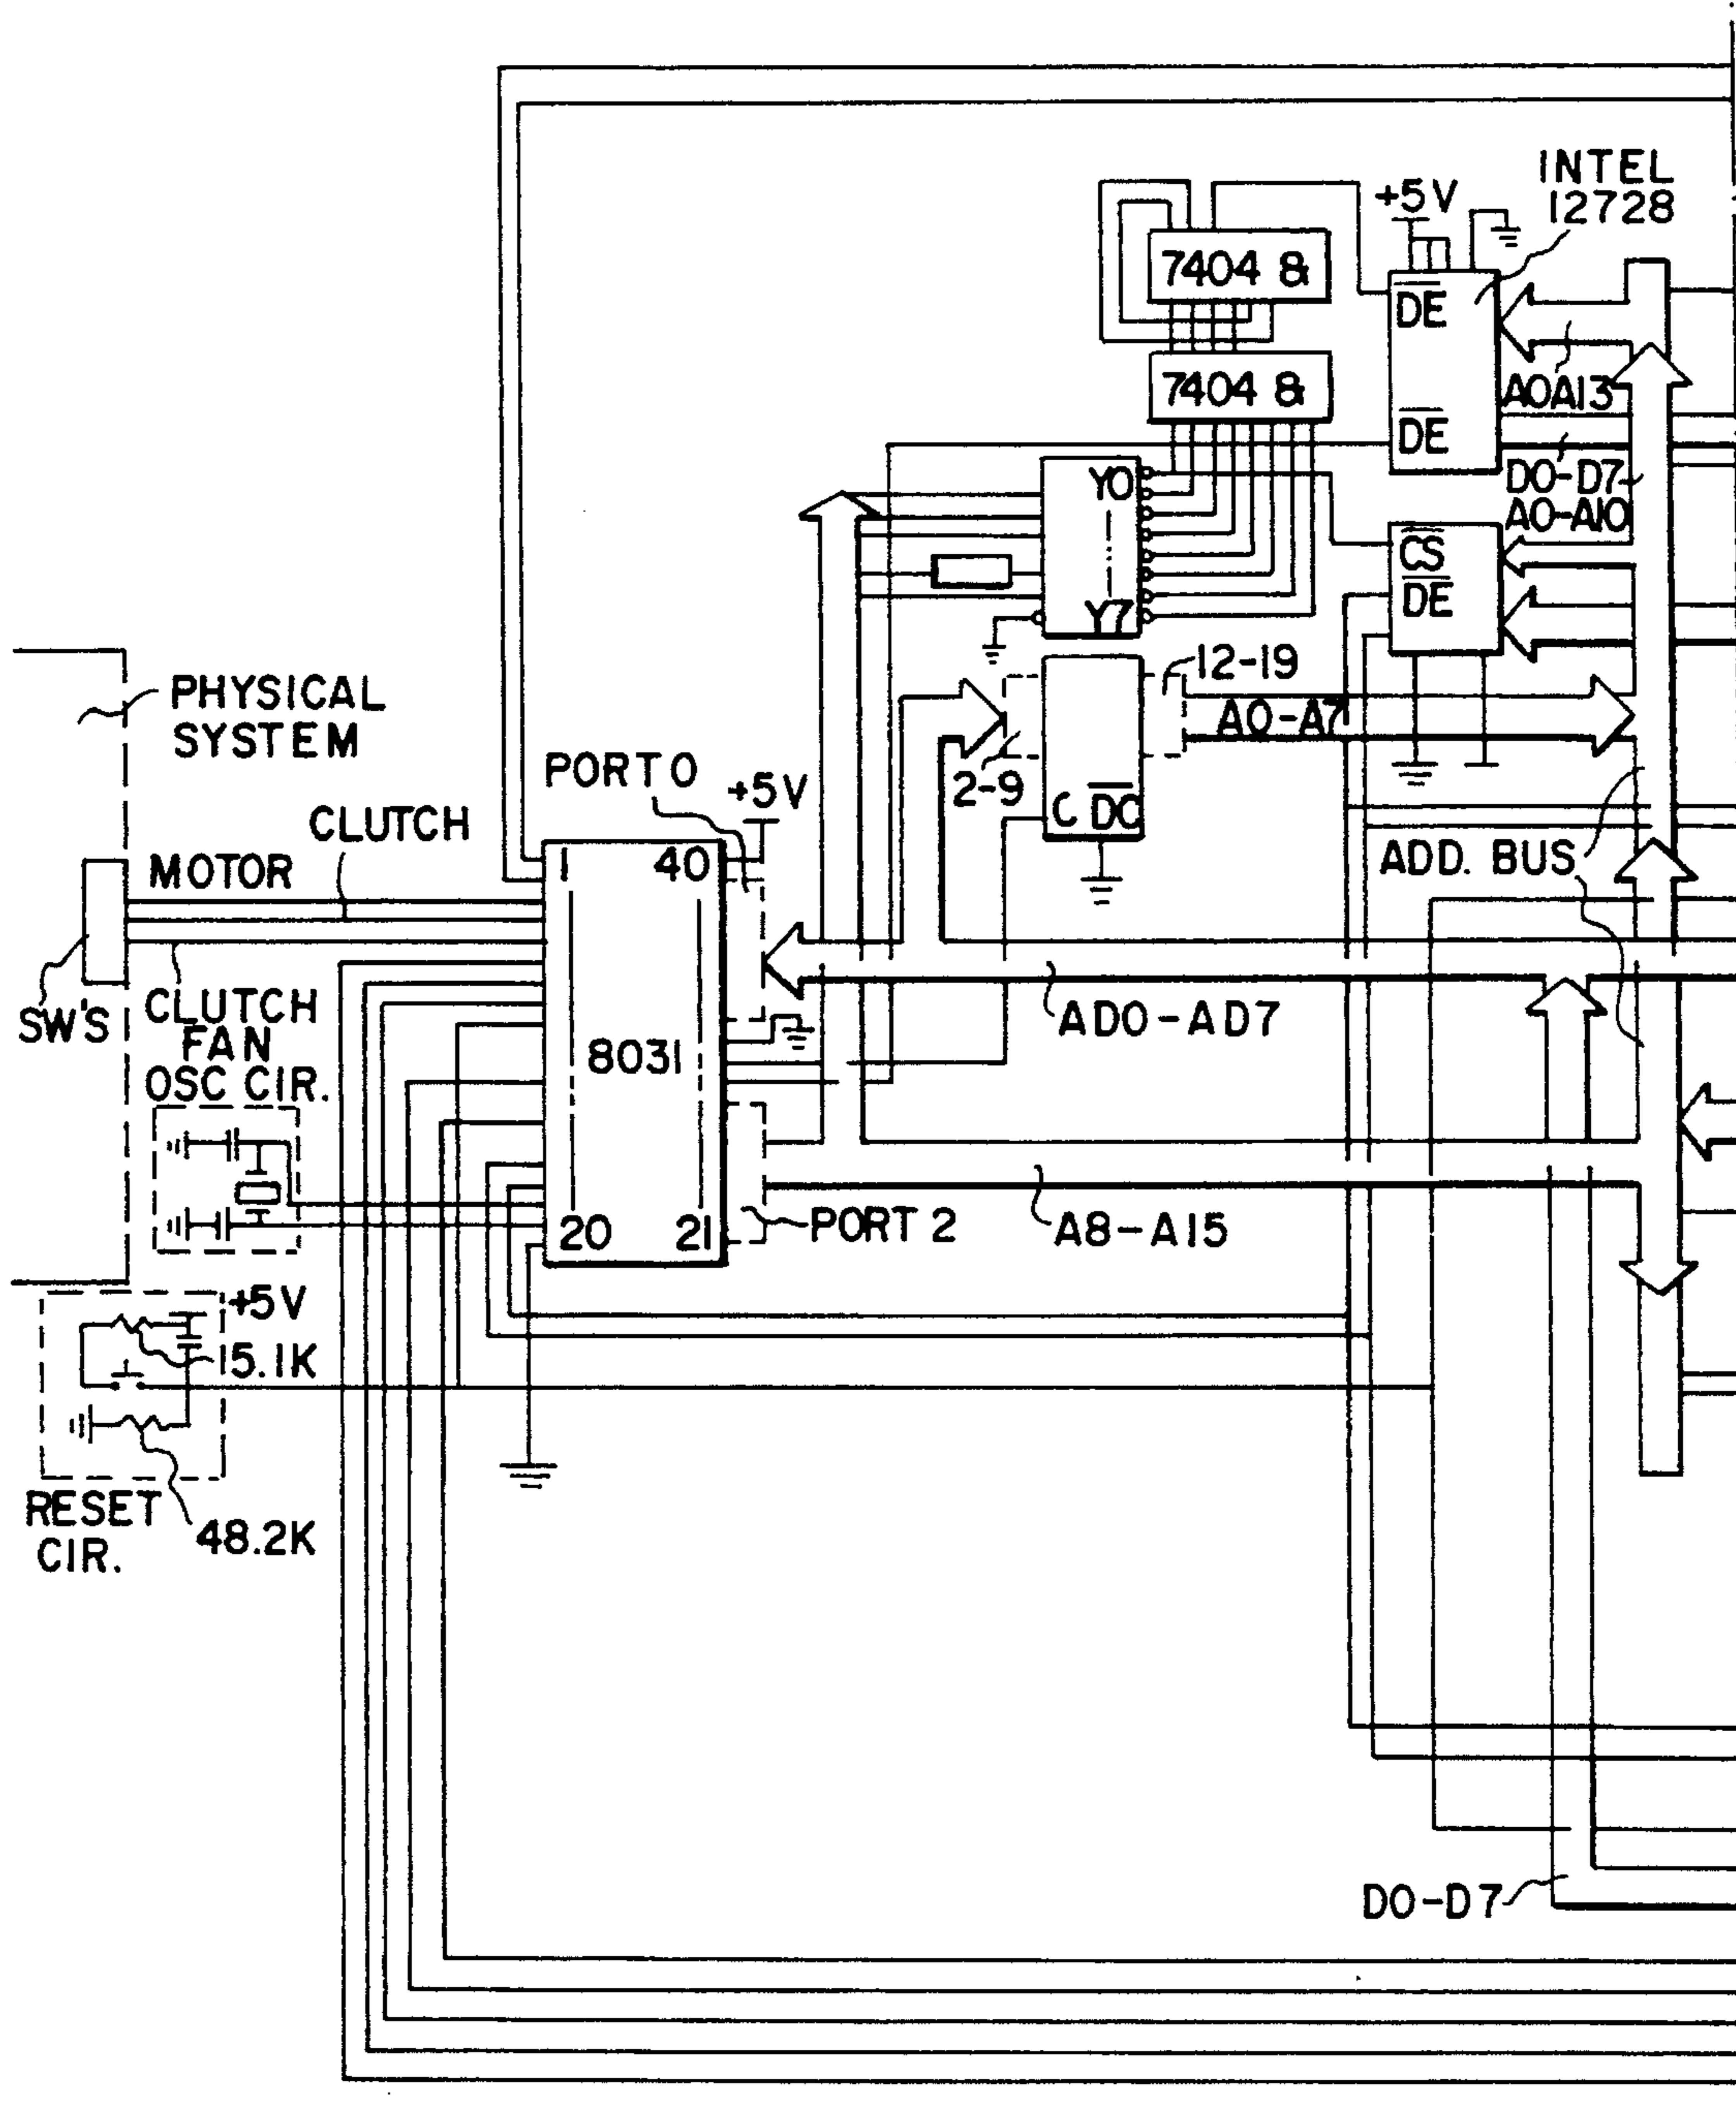 INTEL
12728
+5V
7404 &
DE
A0A13
7404 &
DE
D0-D7
A0-A10
Y0
CS
DE
Y7
12-19
PHYSICAL
SYSTEM
A0-A7
PORT 0
+5V
2-9
C DC
CLUTCH
ADD. BUS
MOTOR
1
40
SW'S
CLUTCH
FAN
OSC CIR.
AD0-AD7
8031
20
21
PORT 2
A8-A15
+5V
15.1K
RESET
CIR.
48.2K
D0-D7